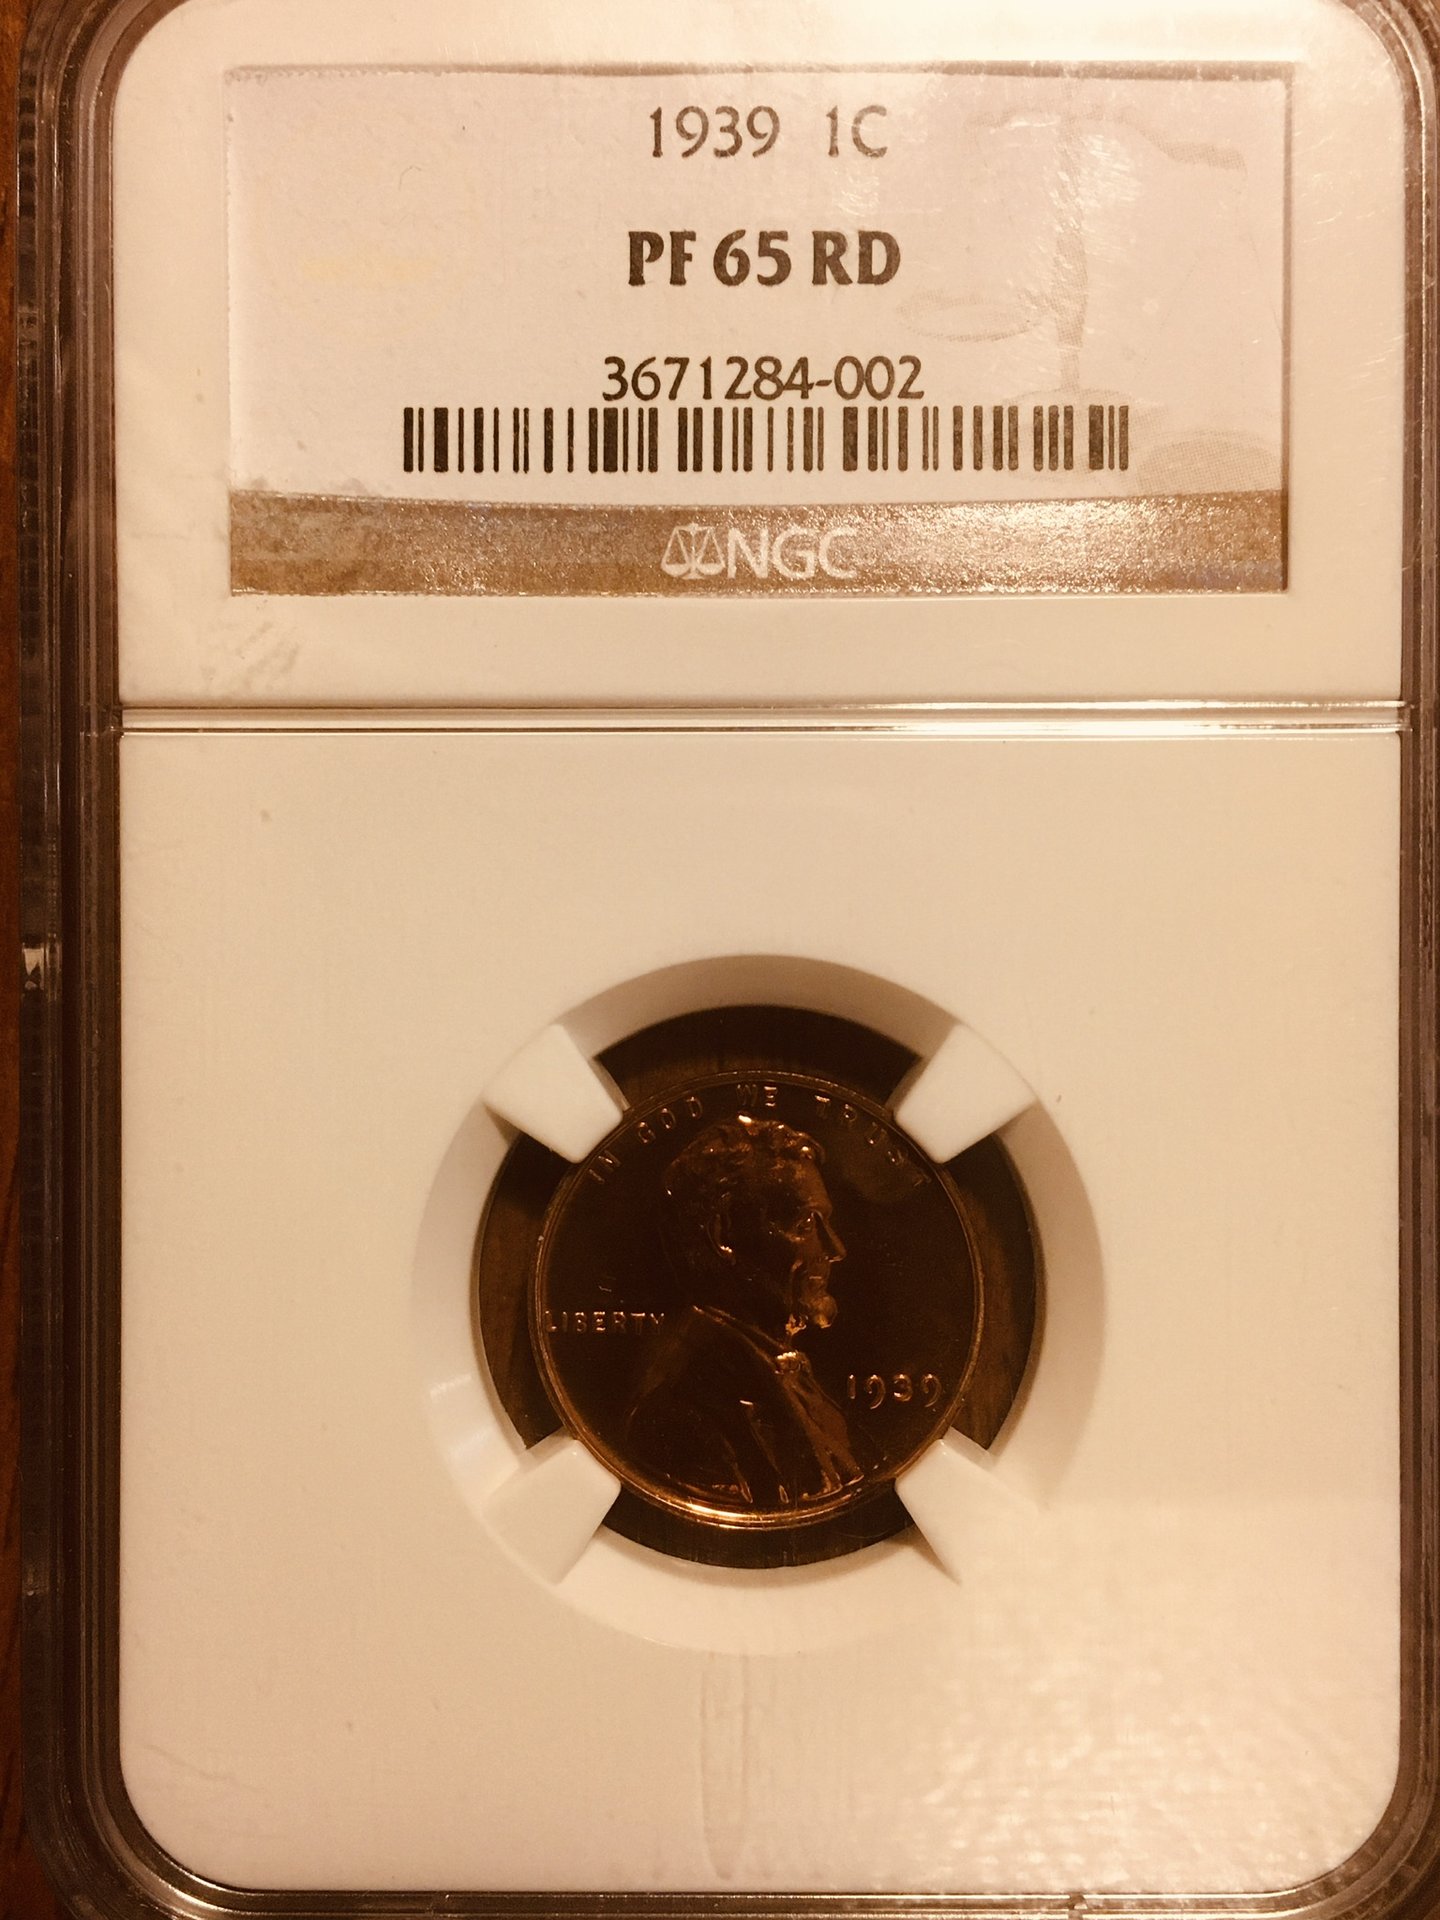 1939 1C
PF 65 RD
3671284-002
NGC
IN GOD WE TRUST
LIBERTY
1939